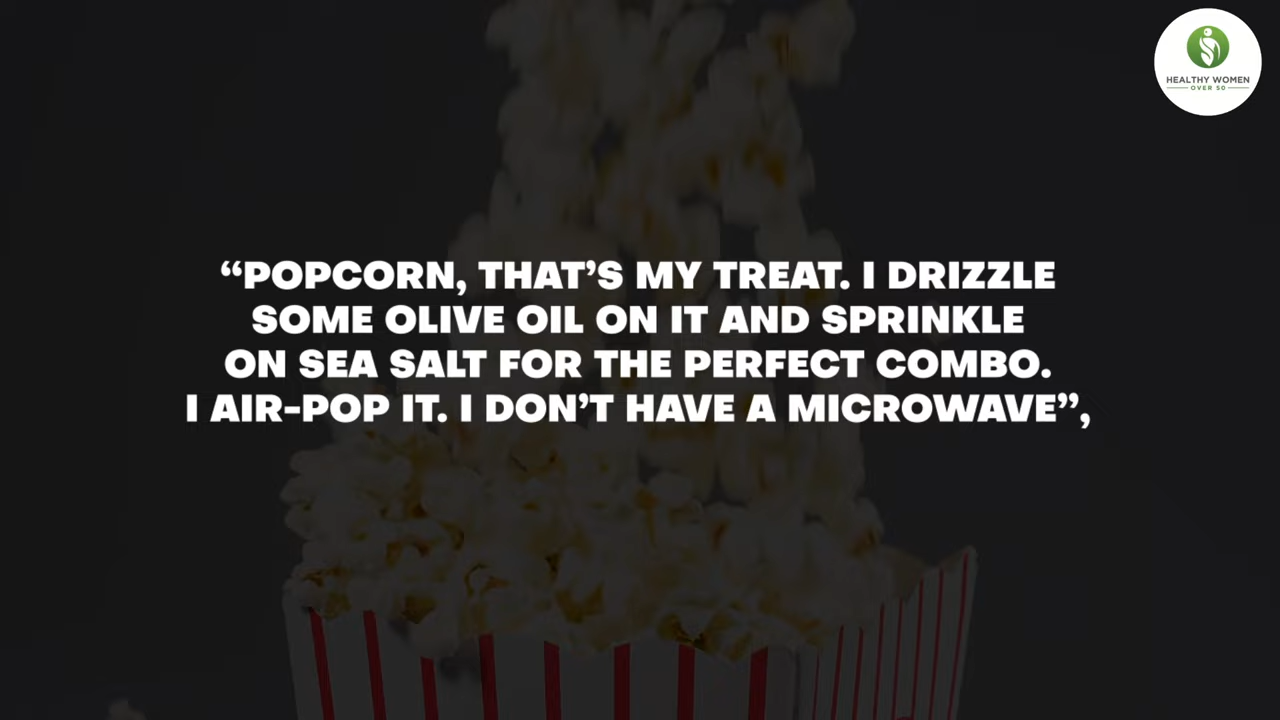 HEALTHY WOMEN
OVER 50
“POPCORN, THAT’S MY TREAT. I DRIZZLE
SOME OLIVE OIL ON IT AND SPRINKLE
ON SEA SALT FOR THE PERFECT COMBO.
I AIR-POP IT. I DON’T HAVE A MICROWAVE”,